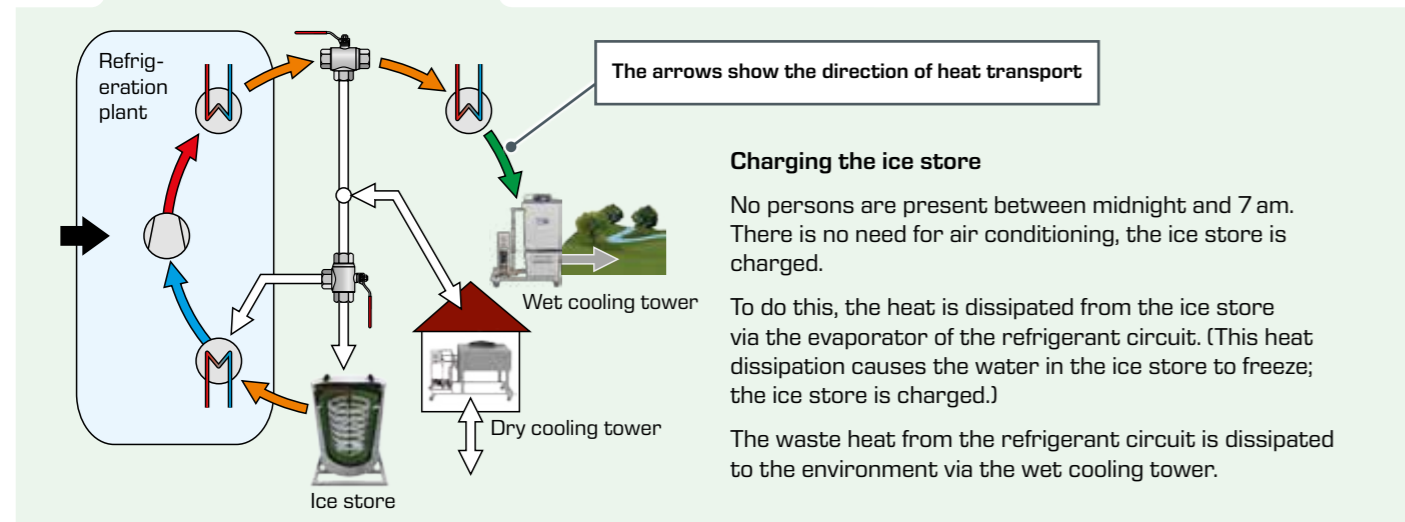 Refrig-
eration
plant
The arrows show the direction of heat transport
Wet cooling tower
Dry cooling tower
Ice store
Charging the ice store
No persons are present between midnight and 7 am.
There is no need for air conditioning, the ice store is
charged.
To do this, the heat is dissipated from the ice store
via the evaporator of the refrigerant circuit. (This heat
dissipation causes the water in the ice store to freeze;
the ice store is charged.)
The waste heat from the refrigerant circuit is dissipated
to the environment via the wet cooling tower.